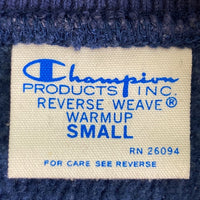 Champion
PRODUCTS INC.
REVERSE WEAVE®
WARMUP
SMALL
RN 26094
FOR CARE SEE REVERSE